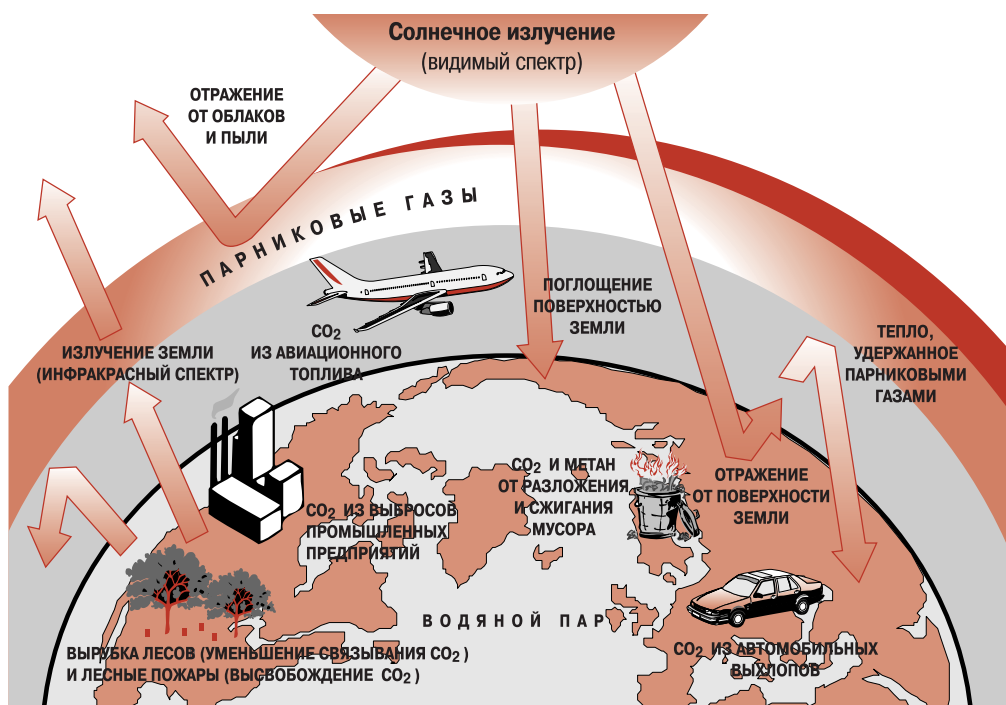 Солнечное излучение
(видимый спектр)
ОТРАЖЕНИЕ
ОТ ОБЛАКОВ
И ПЫЛИ
ПАРНИКОВЫЕ ГАЗЫ
ПОГЛОЩЕНИЕ
ПОВЕРХНОСТЬЮ
ЗЕМЛИ
CO₂
ИЗ АВИАЦИОННОГО
ТОПЛИВА
ИЗЛУЧЕНИЕ ЗЕМЛИ
(ИНФРАКРАСНЫЙ СПЕКТР)
ТЕПЛО,
УДЕРЖАННОЕ
ПАРНИКОВЫМИ
ГАЗАМИ
CO₂ И МЕТАН
ОТ РАЗЛОЖЕНИЯ
И СЖИГАНИЯ
МУСОРА
ОТРАЖЕНИЕ
ОТ ПОВЕРХНОСТИ
ЗЕМЛИ
CO₂ ИЗ ВЫБРОСОВ
ПРОМЫШЛЕННЫХ
ПРЕДПРИЯТИЙ
ВОДЯНОЙ ПАР
ВЫРУБКА ЛЕСОВ (УМЕНЬШЕНИЕ СВЯЗЫВАНИЯ CO₂)
И ЛЕСНЫЕ ПОЖАРЫ (ВЫСВОБОЖДЕНИЕ CO₂)
CO₂ ИЗ АВТОМОБИЛЬНЫХ
ВЫХЛОПОВ